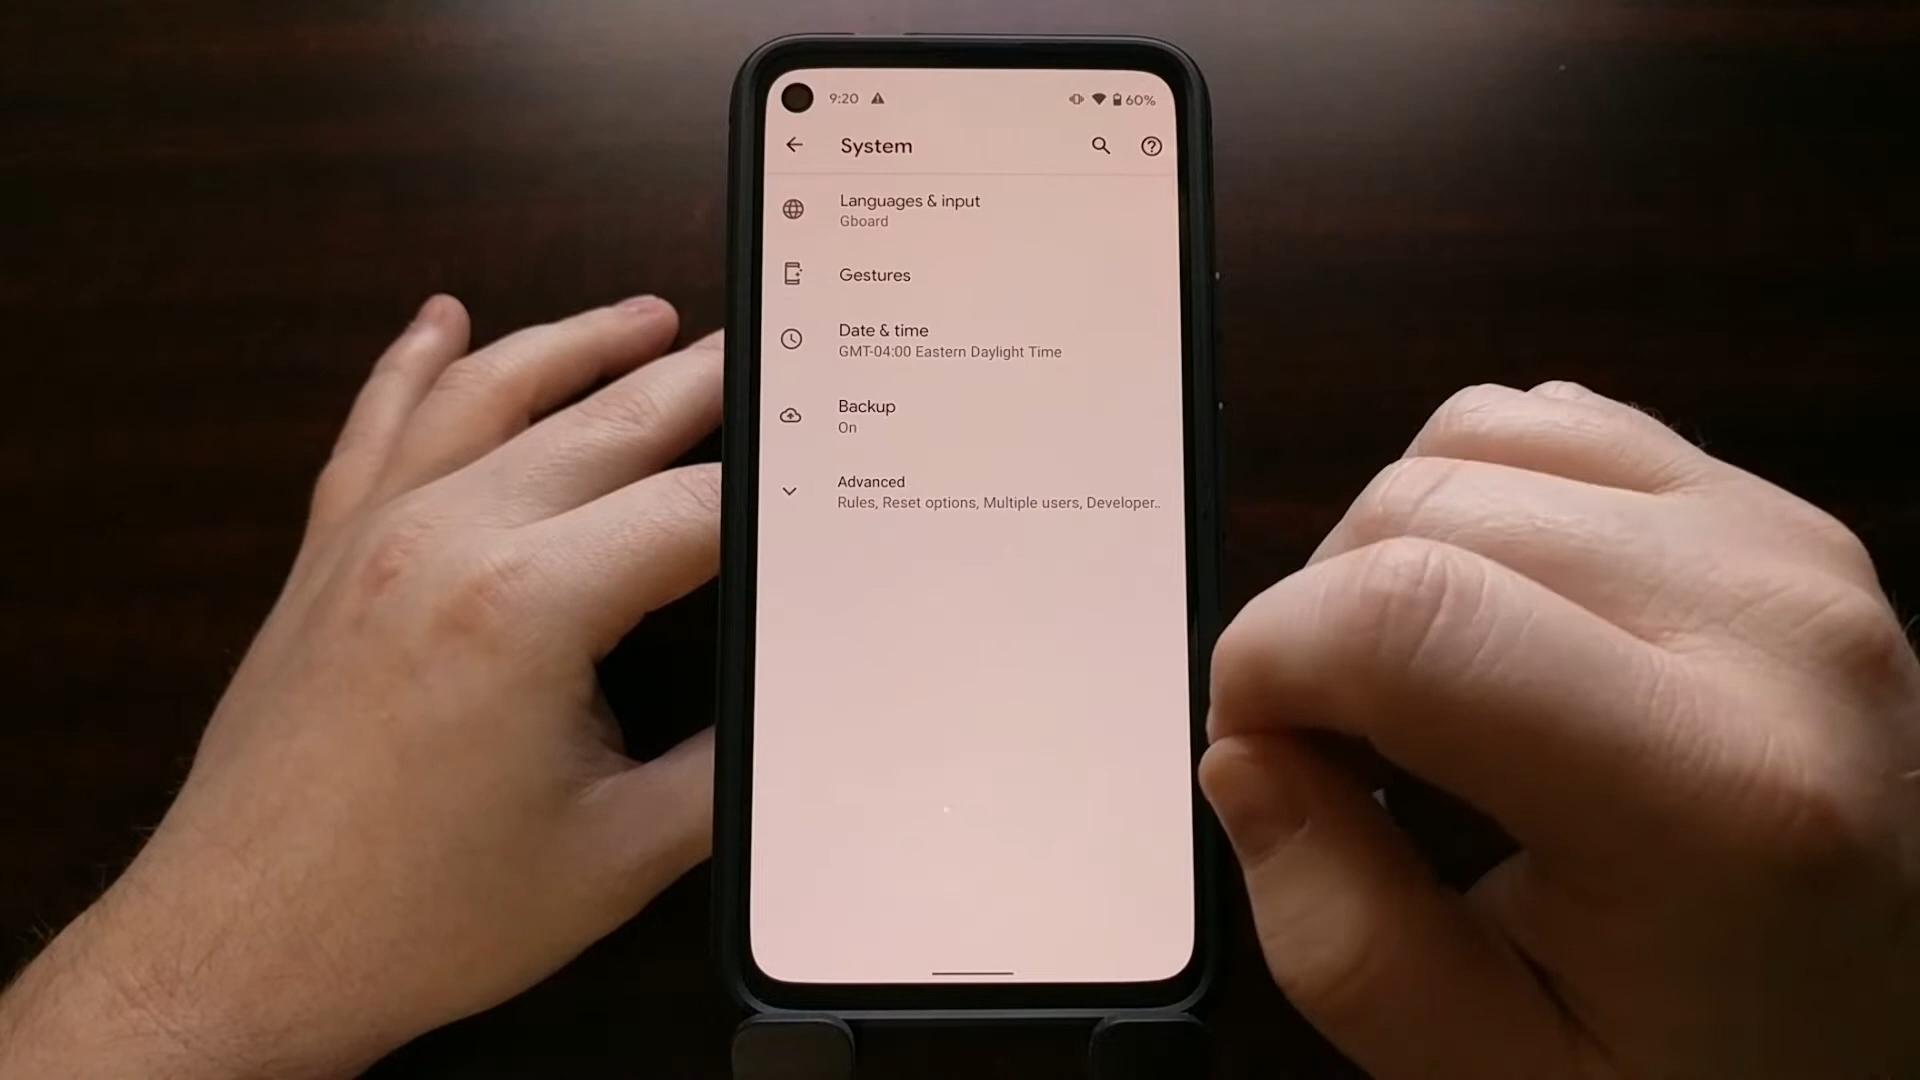 9:20
60%
System
Languages & input
Gboard
Gestures
Date & time
GMT-04:00 Eastern Daylight Time
Backup
On
Advanced
Rules, Reset options, Multiple users, Developer..